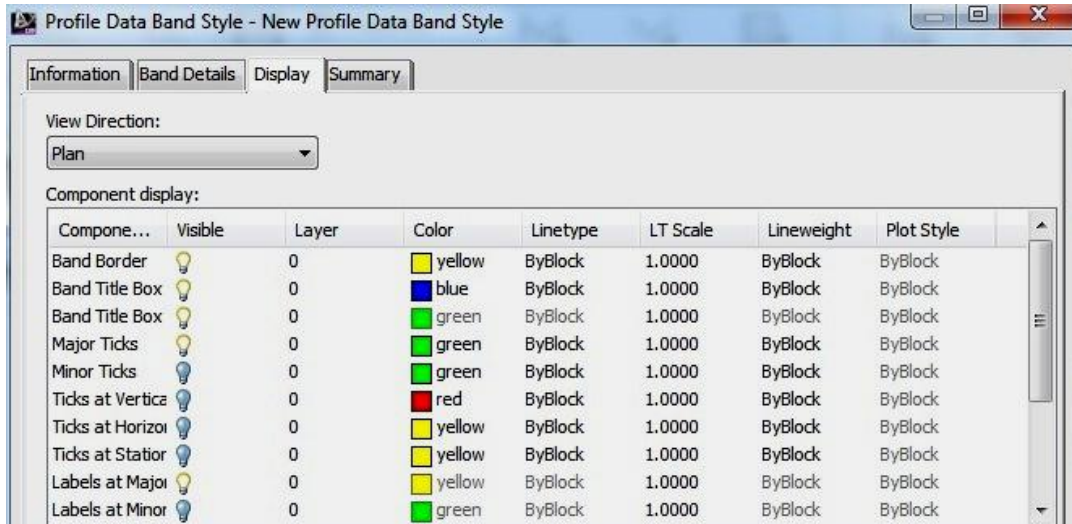 Profile Data Band Style - New Profile Data Band Style
Information Band Details Display Summary
View Direction:
Plan
Component display:
Compone... Visible Layer Color Linetype LT Scale Lineweight Plot Style
Band Border 0 yellow ByBlock 1.0000 ByBlock ByBlock
Band Title Box 0 blue ByBlock 1.0000 ByBlock ByBlock
Band Title Box 0 green ByBlock 1.0000 ByBlock ByBlock
Major Ticks 0 green ByBlock 1.0000 ByBlock ByBlock
Minor Ticks 0 green ByBlock 1.0000 ByBlock ByBlock
Ticks at Vertica 0 red ByBlock 1.0000 ByBlock ByBlock
Ticks at Horizo 0 yellow ByBlock 1.0000 ByBlock ByBlock
Ticks at Station 0 yellow ByBlock 1.0000 ByBlock ByBlock
Labels at Major 0 yellow ByBlock 1.0000 ByBlock ByBlock
Labels at Minor 0 green ByBlock 1.0000 ByBlock ByBlock